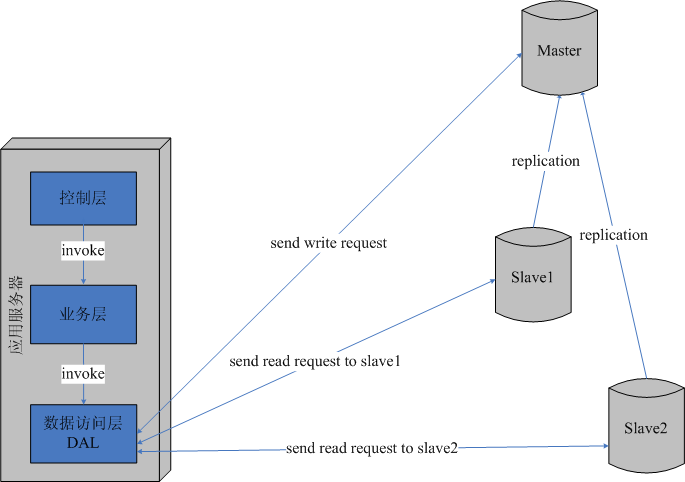 Master
replication
控制层
send write request
replication
invoke
Slave1
业务层
应用服务器
send read request to slave1
invoke
数据访问层
DAL
send read request to slave2
Slave2